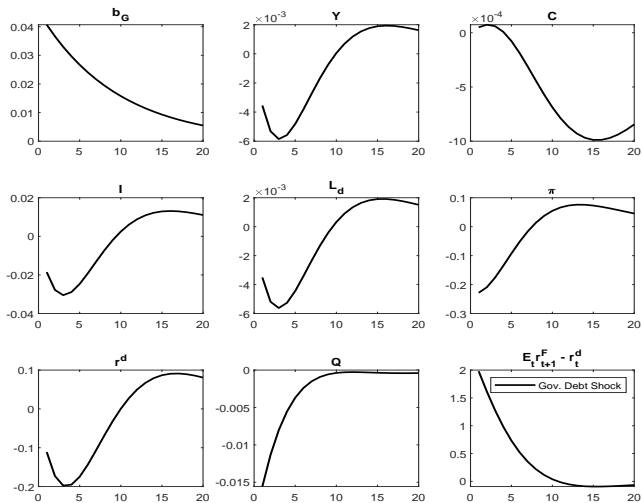 b_G
0.04
0.03
0.02
0.01
0
0 5 10 15 20
Y
×10^-3
2
0
-2
-4
-6
0 5 10 15 20
C
×10^-4
0
-5
-10
0 5 10 15 20
I
0.02
0
-0.02
-0.04
0 5 10 15 20
L_d
×10^-3
2
0
-2
-4
-6
0 5 10 15 20
π
0.1
0
-0.1
-0.2
-0.3
0 5 10 15 20
r^d
0.1
0
-0.1
-0.2
0 5 10 15 20
Q
0
-0.005
-0.01
-0.015
0 5 10 15 20
E_t r^F_{t+1} - r^d_t
Gov. Debt Shock
2
1.5
1
0.5
0
0 5 10 15 20